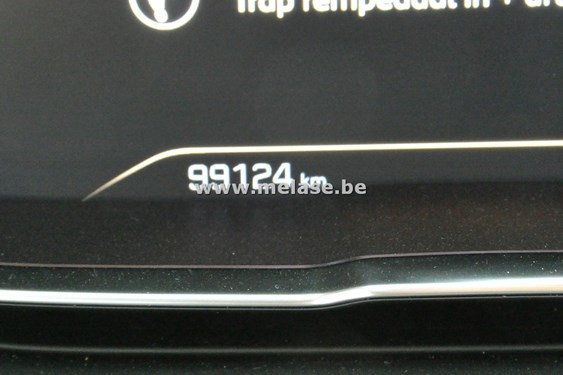 Trap rempedaal in +
99124 km
www.melase.be